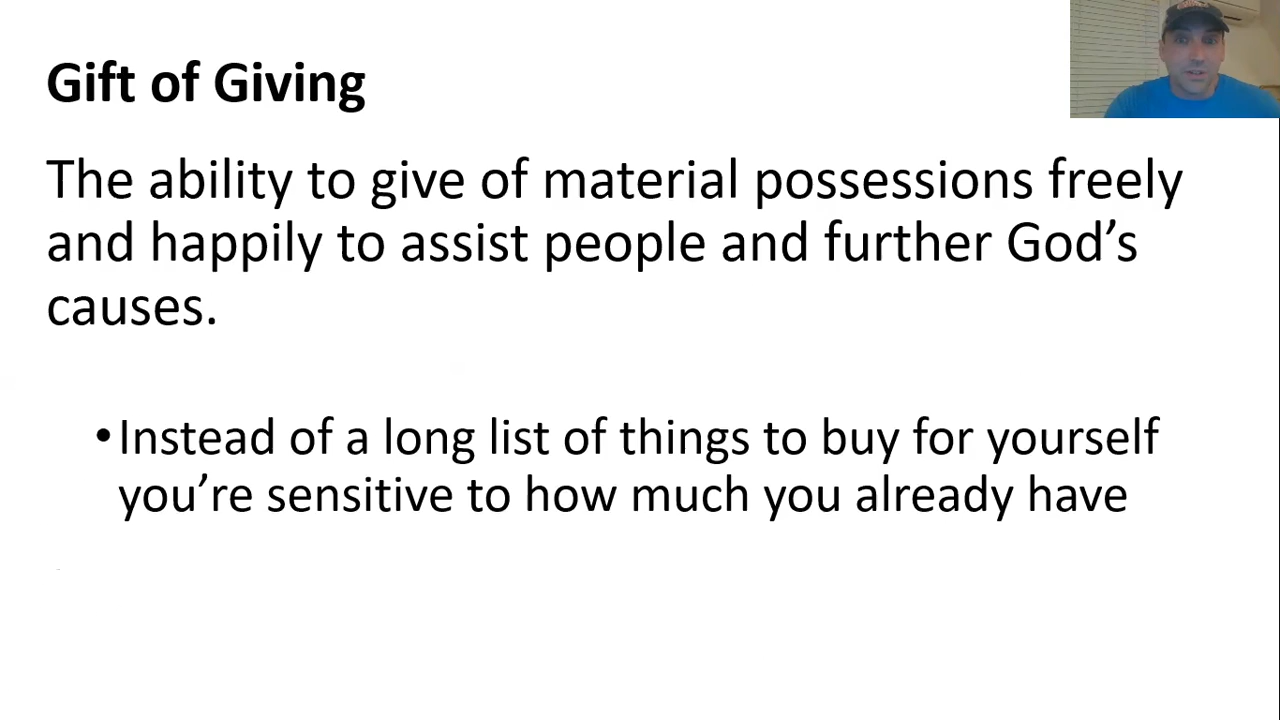 Gift of Giving
The ability to give of material possessions freely
and happily to assist people and further God’s
causes.
•Instead of a long list of things to buy for yourself
you’re sensitive to how much you already have